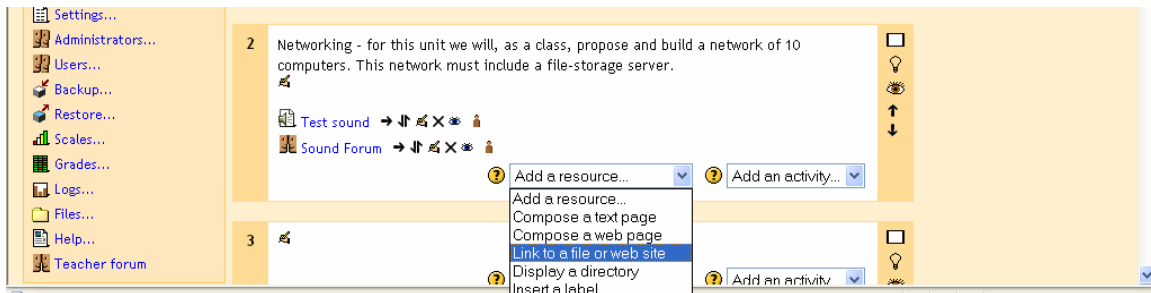 Settings...
Administrators...
Users...
Backup...
Restore...
Scales...
Grades...
Logs...
Files...
Help...
Teacher forum
2
Networking - for this unit we will, as a class, propose and build a network of 10
computers. This network must include a file-storage server.
Test sound
Sound Forum
? Add a resource... ? Add an activity...
Add a resource...
Compose a text page
Compose a web page
Link to a file or web site
Display a directory
Insert a label
3
? ? Add an activity...